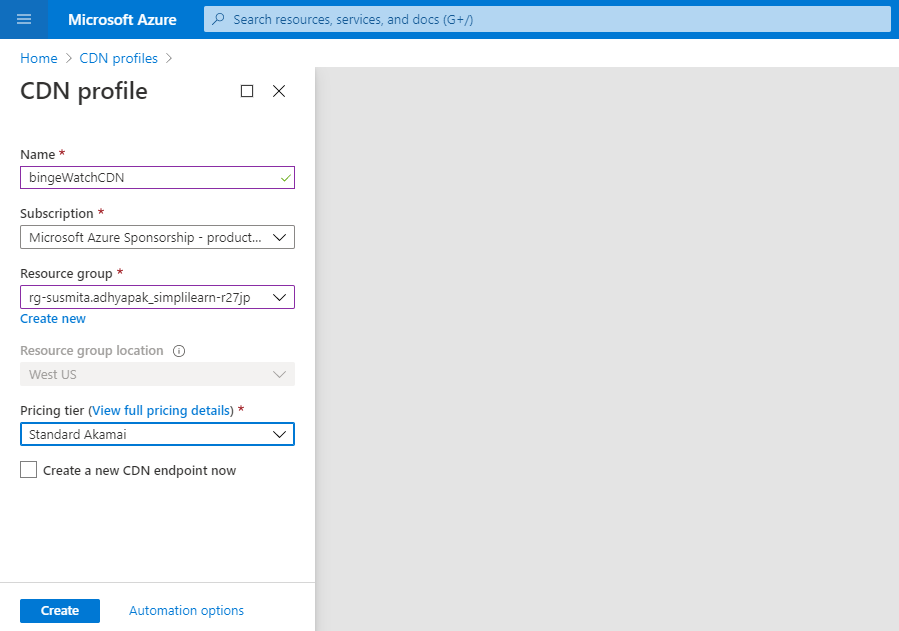 Microsoft Azure
Search resources, services, and docs (G+/)
Home > CDN profiles >
CDN profile
Name *
bingeWatchCDN
Subscription *
Microsoft Azure Sponsorship - product...
Resource group *
rg-susmita.adhyapak_simplilearn-r27jp
Create new
Resource group location
West US
Pricing tier (View full pricing details) *
Standard Akamai
Create a new CDN endpoint now
Create
Automation options